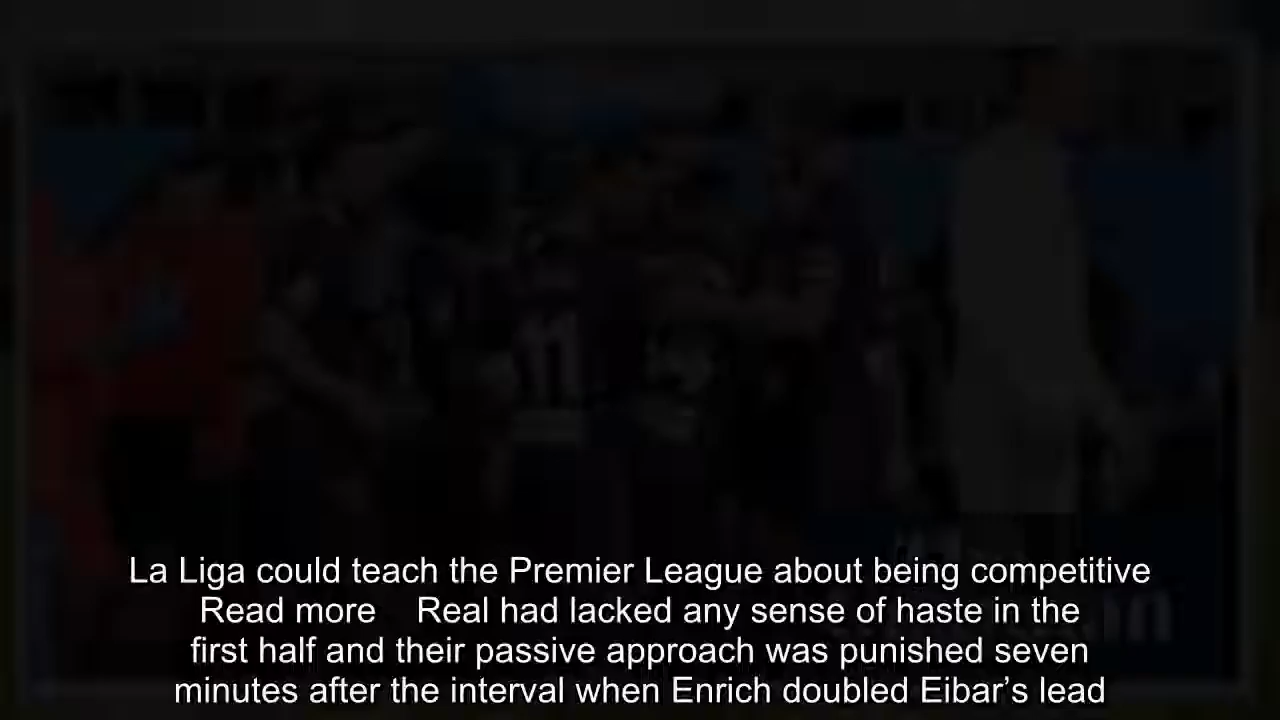 11
La Liga could teach the Premier League about being competitive
Read more    Real had lacked any sense of haste in the
first half and their passive approach was punished seven
minutes after the interval when Enrich doubled Eibar’s lead